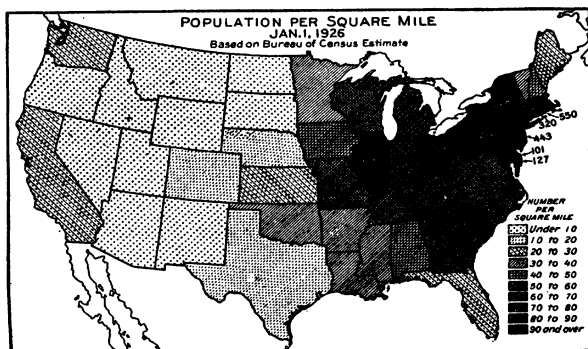 POPULATION PER SQUARE MILE
JAN. 1, 1926
Based on Bureau of Census Estimate
320 550
443
101
127
NUMBER
PER
SQUARE MILE
Under 10
10 to 20
20 to 30
30 to 40
40 to 50
50 to 60
60 to 70
70 to 80
80 to 90
90 and over